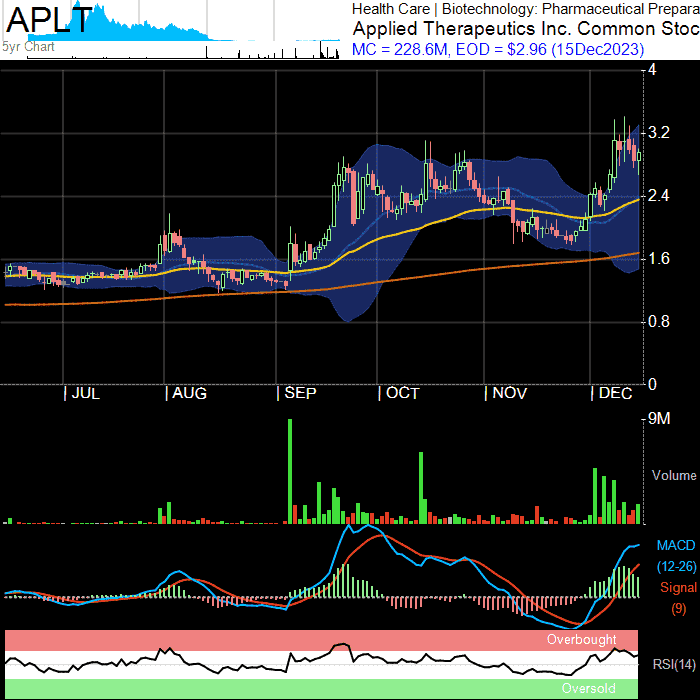 APLT
5yr Chart
Health Care | Biotechnology: Pharmaceutical Prepara
Applied Therapeutics Inc. Common Stoc
MC = 228.6M, EOD = $2.96 (15Dec2023)
4
3.2
2.4
1.6
0.8
0
JUL AUG SEP OCT NOV DEC
9M
Volume
MACD
(12-26)
Signal
(9)
Overbought
RSI(14)
Oversold